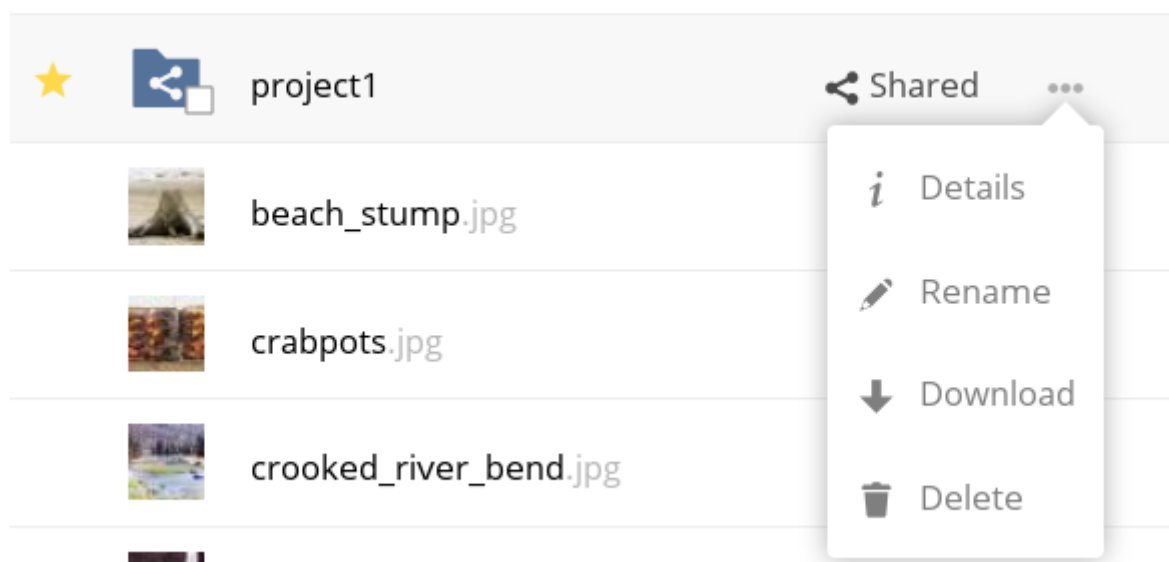 project1
Shared
Details
beach_stump.jpg
Rename
crabpots.jpg
Download
crooked_river_bend.jpg
Delete